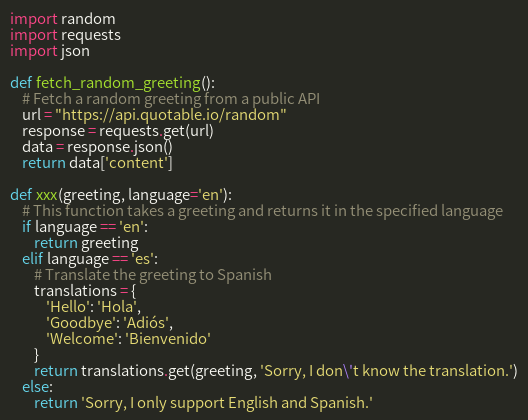 import random
import requests
import json
def fetch_random_greeting():
# Fetch a random greeting from a public API
url = "https://api.quotable.io/random"
response = requests.get(url)
data = response.json()
return data['content']
def xxx(greeting, language='en'):
# This function takes a greeting and returns it in the specified language
if language == 'en':
return greeting
elif language == 'es':
# Translate the greeting to Spanish
translations = {
'Hello': 'Hola',
'Goodbye': 'Adiós',
'Welcome': 'Bienvenido'
}
return translations.get(greeting, 'Sorry, I don\'t know the translation.')
else:
return 'Sorry, I only support English and Spanish.'